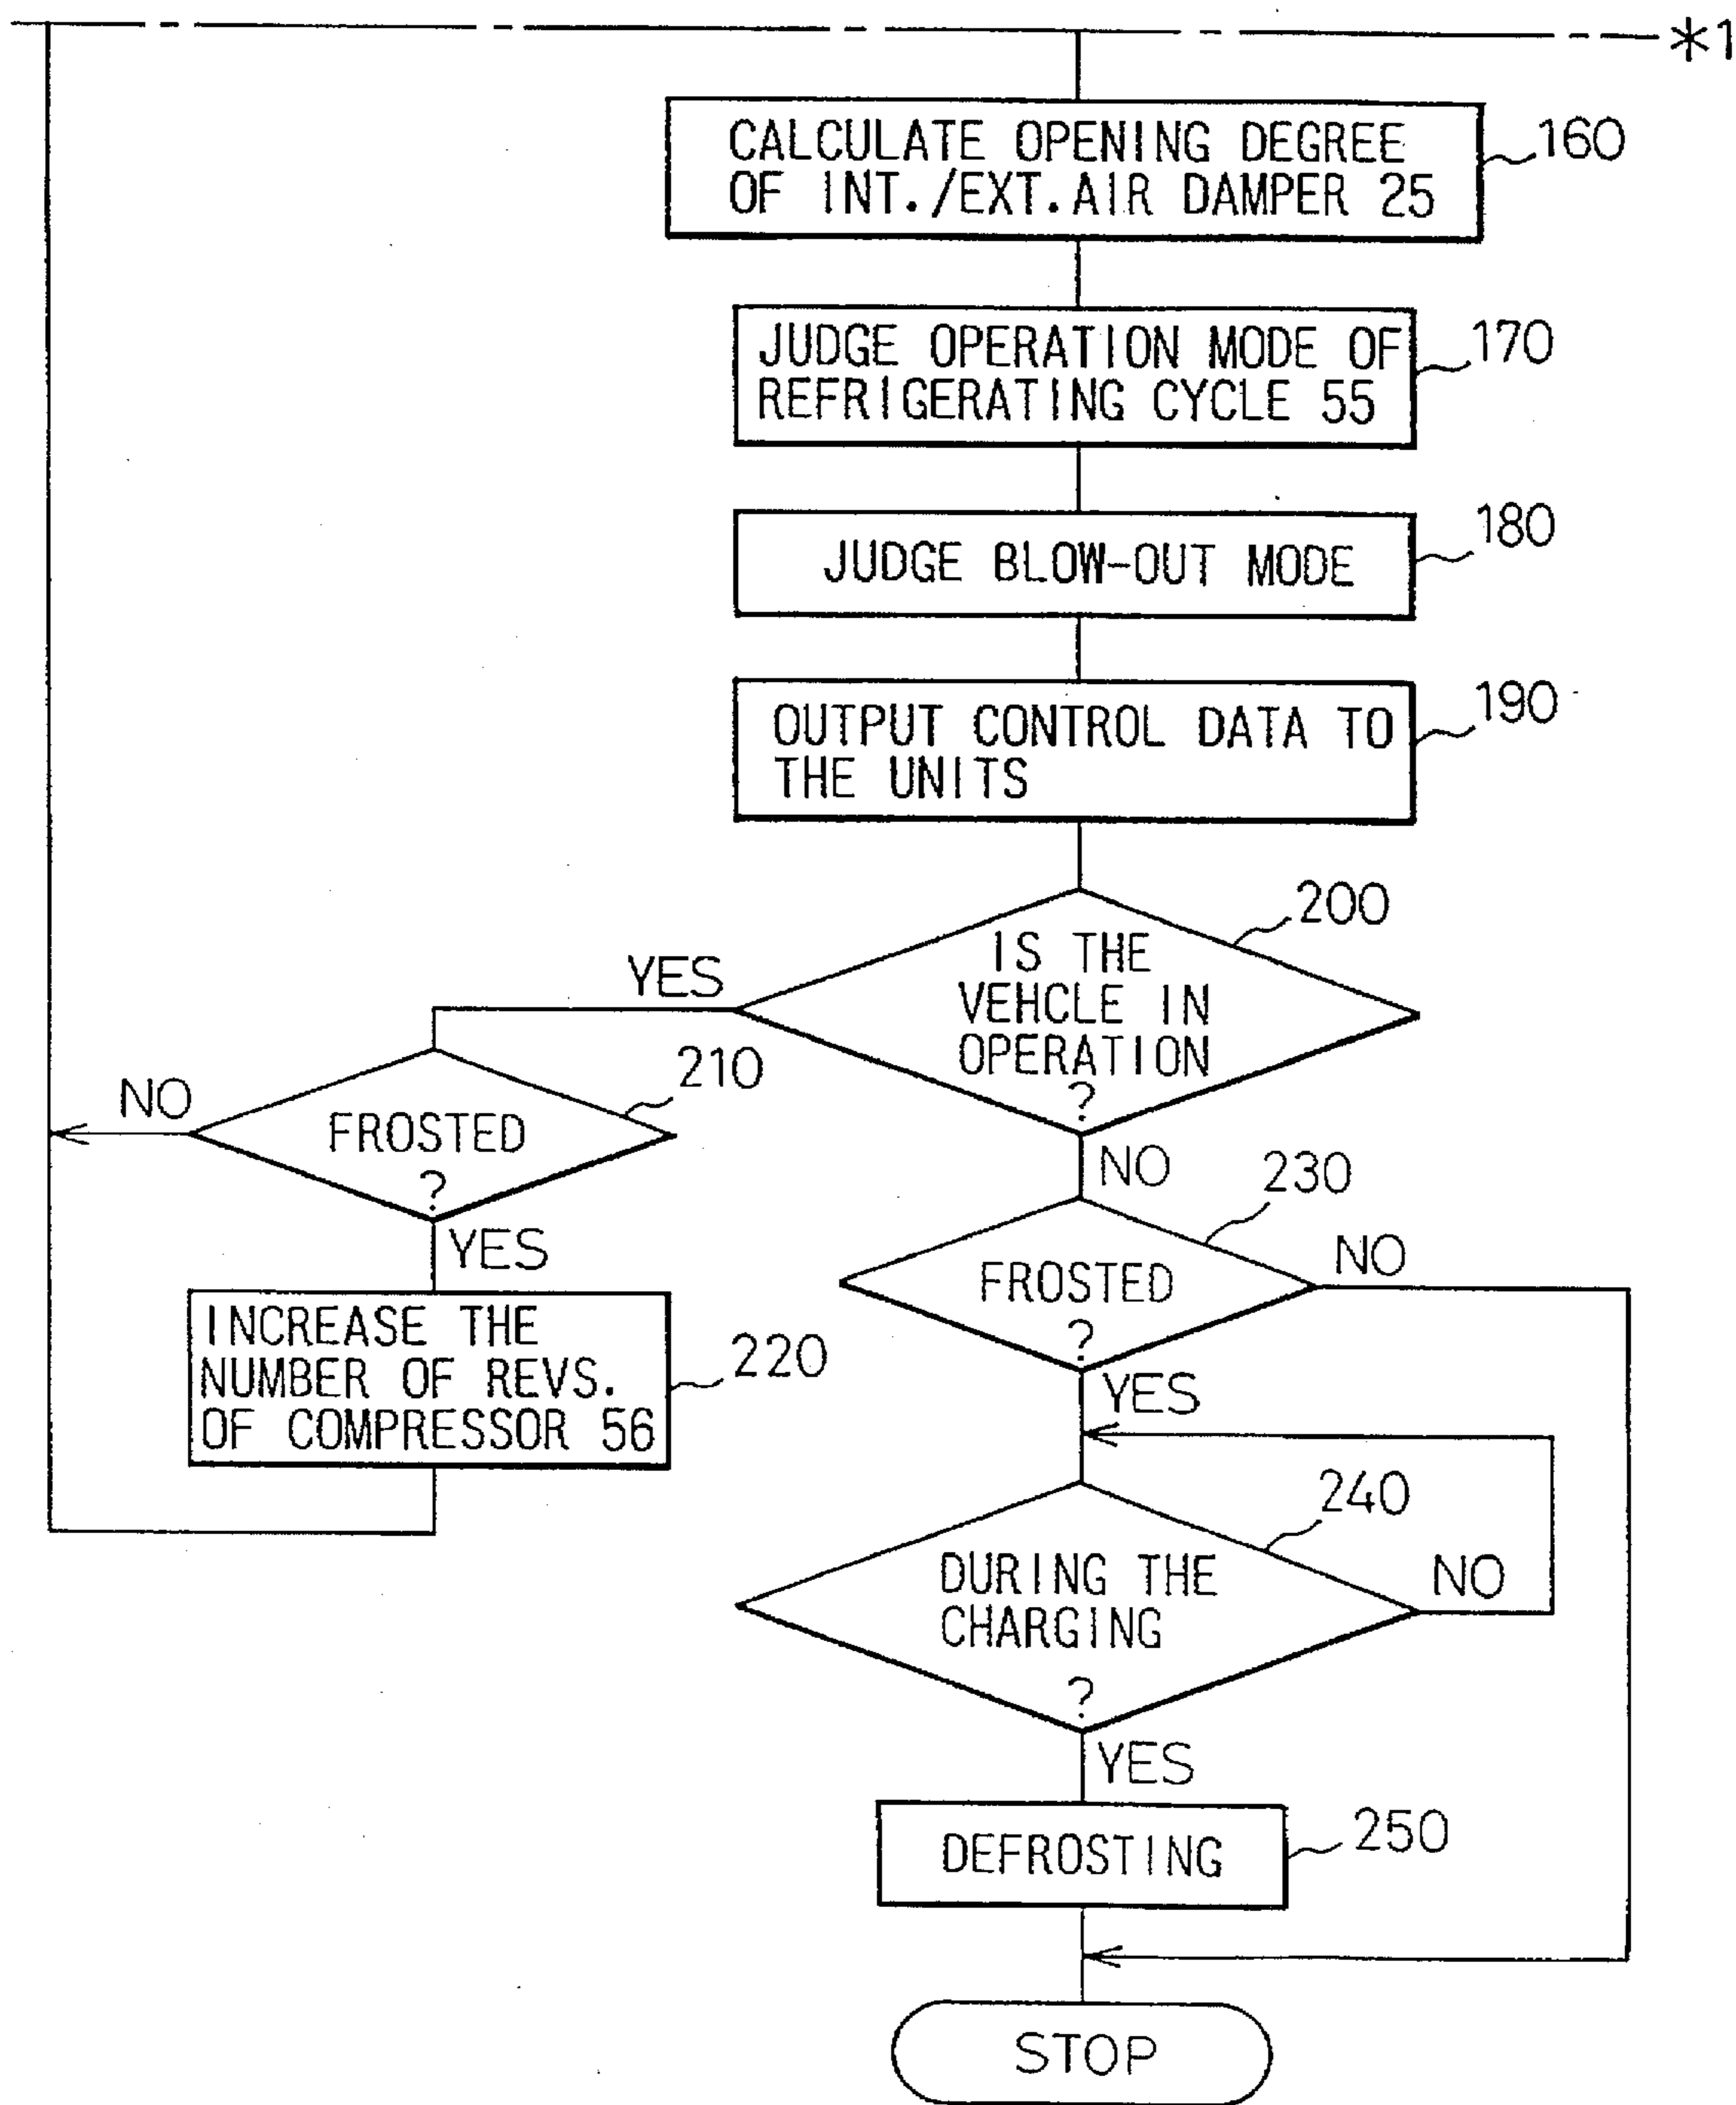 *1
CALCULATE OPENING DEGREE
OF INT./EXT.AIR DAMPER 25
160
JUDGE OPERATION MODE OF
REFRIGERATING CYCLE 55
170
JUDGE BLOW-OUT MODE
180
OUTPUT CONTROL DATA TO
THE UNITS
190
200
IS THE
VEHCLE IN
OPERATION
?
YES
NO
210
NO
FROSTED
?
YES
230
FROSTED
?
NO
YES
INCREASE THE
NUMBER OF REVS.
OF COMPRESSOR 56
220
240
DURING THE
CHARGING
?
NO
YES
DEFROSTING
250
STOP